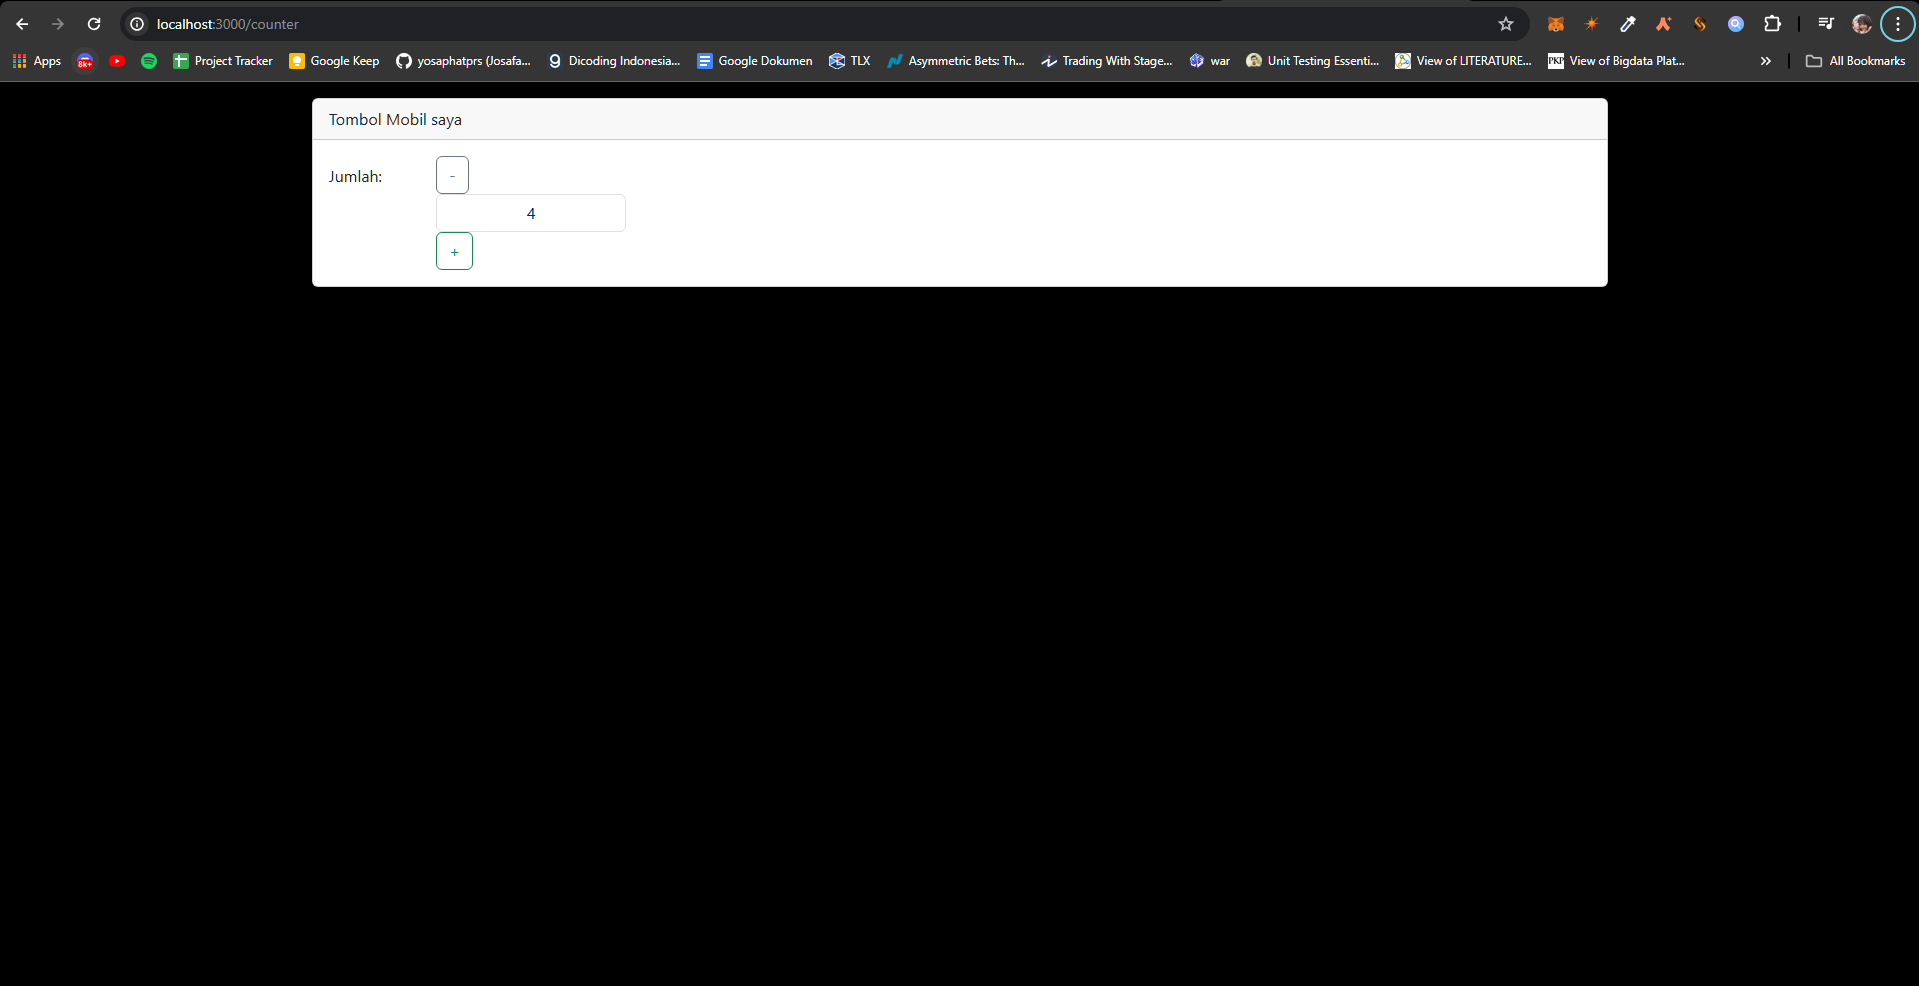 localhost:3000/counter
Apps
8k+
Project Tracker
Google Keep
yosaphatprs (Josafa...
Dicoding Indonesia...
Google Dokumen
TLX
Asymmetric Bets: Th...
Trading With Stage...
war
Unit Testing Essenti...
View of LITERATURE...
PKP
View of Bigdata Plat...
All Bookmarks
Tombol Mobil saya
Jumlah:
-
4
+